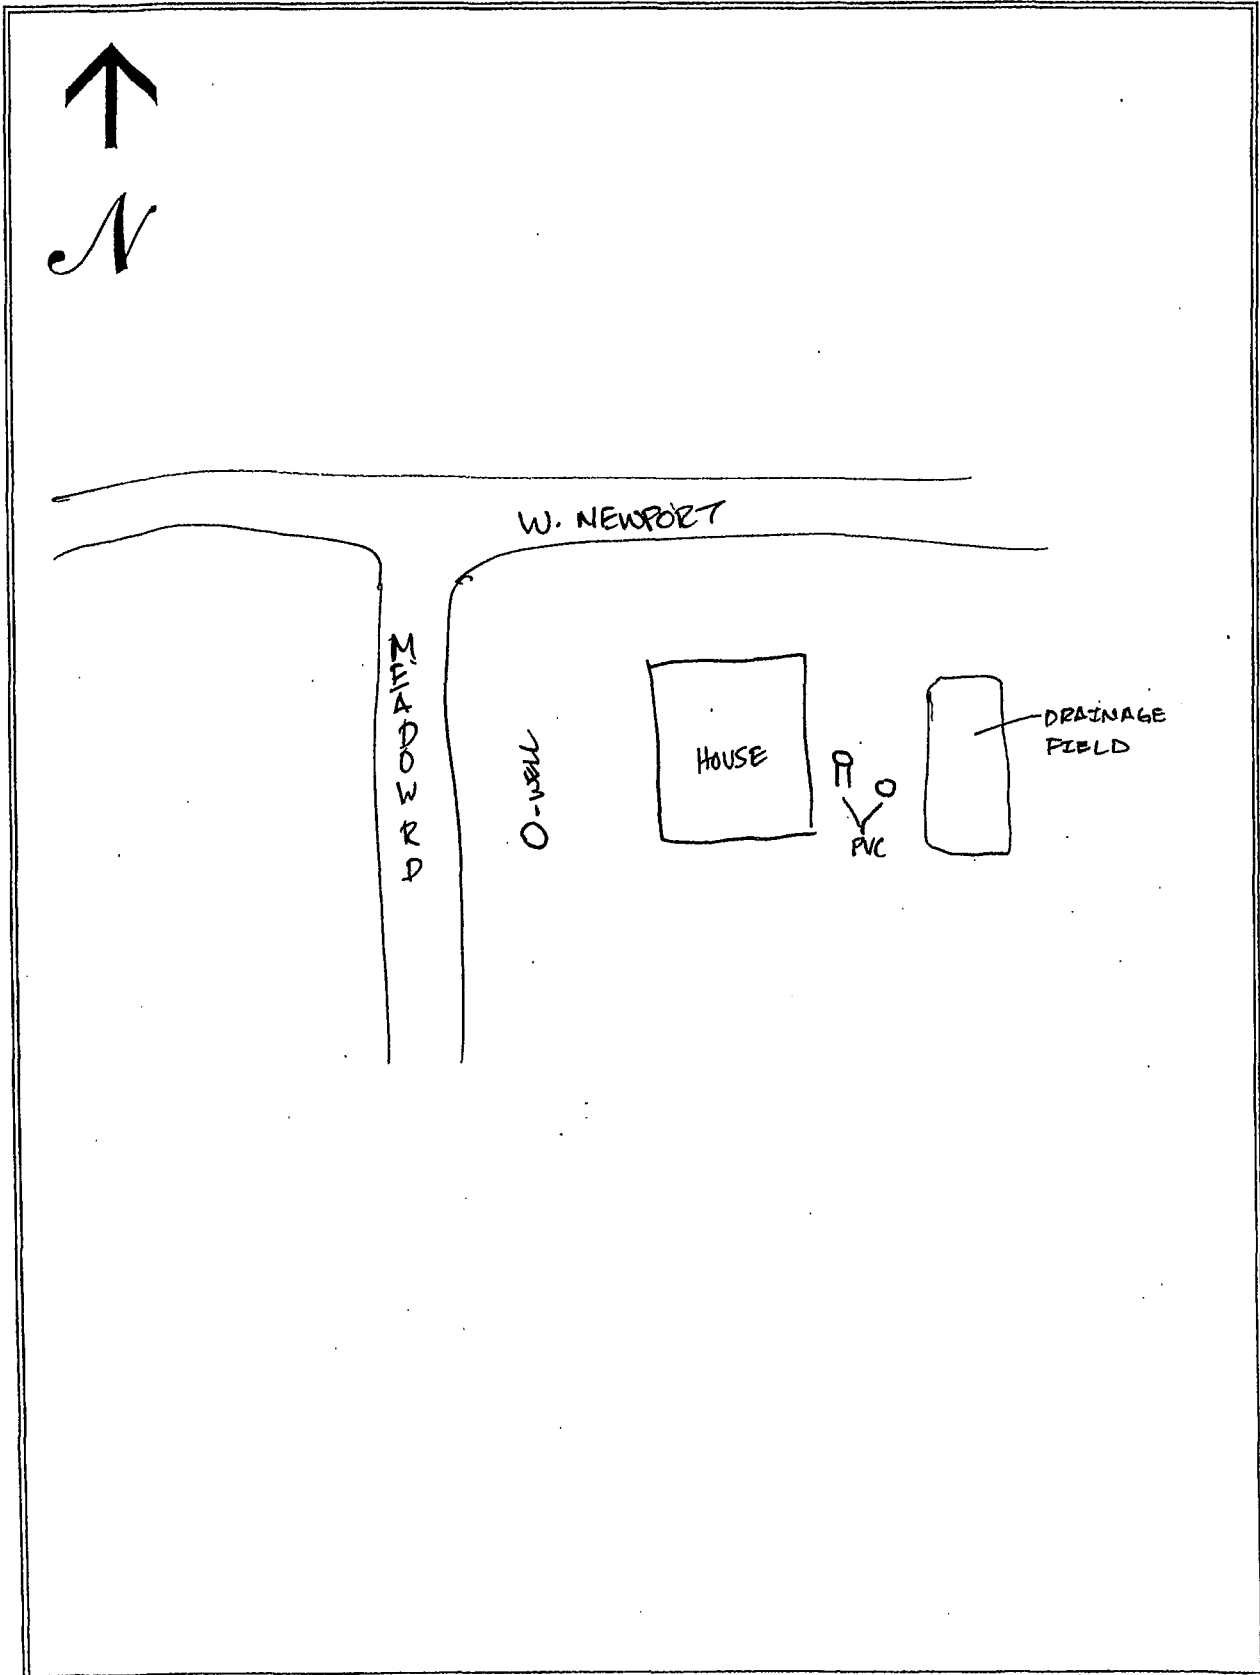 N
W. NEWPORT
MEADOW RD
O-WELL
HOUSE
DRAINAGE
FIELD
PVC